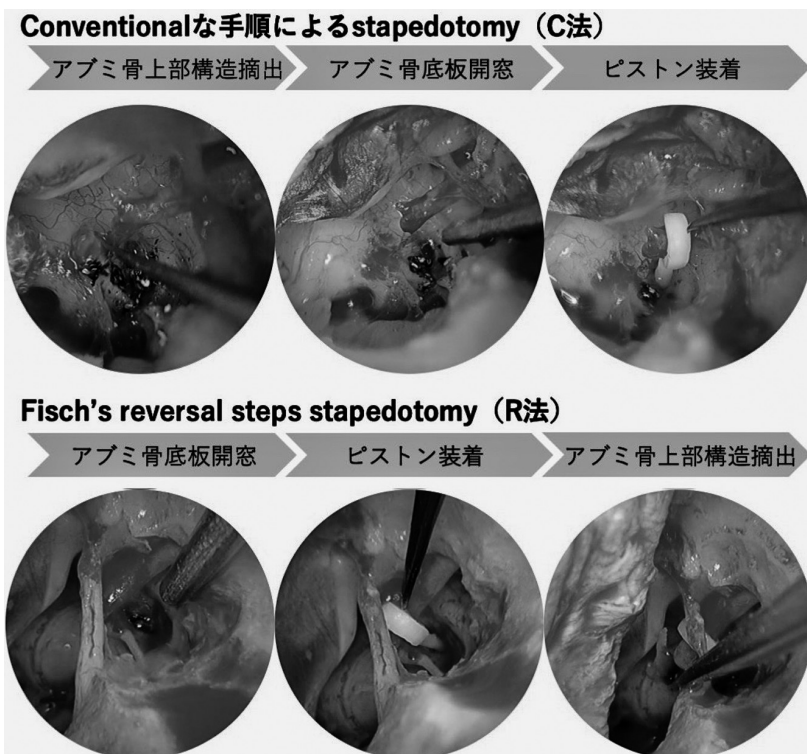 Conventionalな手順によるstapedotomy（C法）
アブミ骨上部構造摘出 アブミ骨底板開窓 ピストン装着
Fisch's reversal steps stapedotomy（R法）
アブミ骨底板開窓 ピストン装着 アブミ骨上部構造摘出